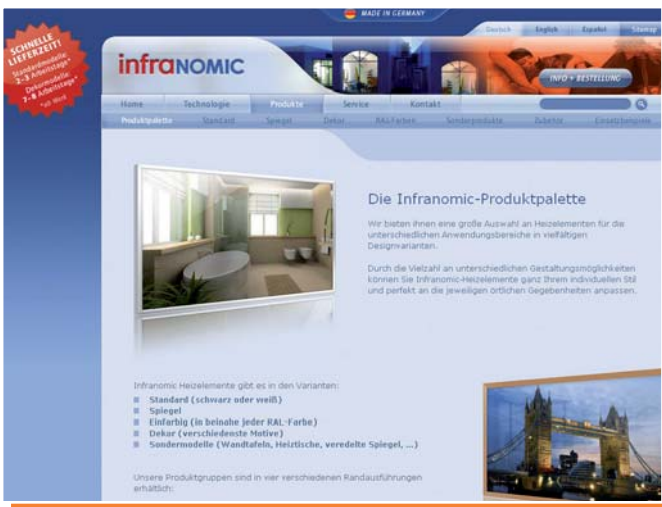 MADE IN GERMANY
Deutsch English Español Sitemap
SCHNELLE
LIEFERZEIT!
Standardmodelle:
2-3 Arbeitstage*
Dekormodelle:
7-8 Arbeitstage*
*ab Werk
infraNOMIC
INFO + BESTELLUNG
Home Technologie Produkte Service Kontakt
Produktpalette Standard Spiegel Dekor RAL-Farben Sonderprodukte Zubehör Einsatzbeispiele
Die Infranomic-Produktpalette
Wir bieten Ihnen eine große Auswahl an Heizelementen für die
unterschiedlichen Anwendungsbereiche in vielfältigen
Designvarianten.
Durch die Vielzahl an unterschiedlichen Gestaltungsmöglichkeiten
können Sie Infranomic-Heizelemente ganz Ihrem individuellen Stil
und perfekt an die jeweiligen örtlichen Gegebenheiten anpassen.
Infranomic Heizelemente gibt es in den Varianten:
Standard (schwarz oder weiß)
Spiegel
Einfarbig (in beinahe jeder RAL-Farbe)
Dekor (verschiedenste Motive)
Sondermodelle (Wandtafeln, Heiztische, veredelte Spiegel, ...)
Unsere Produktgruppen sind in vier verschiedenen Randausführungen
erhältlich: